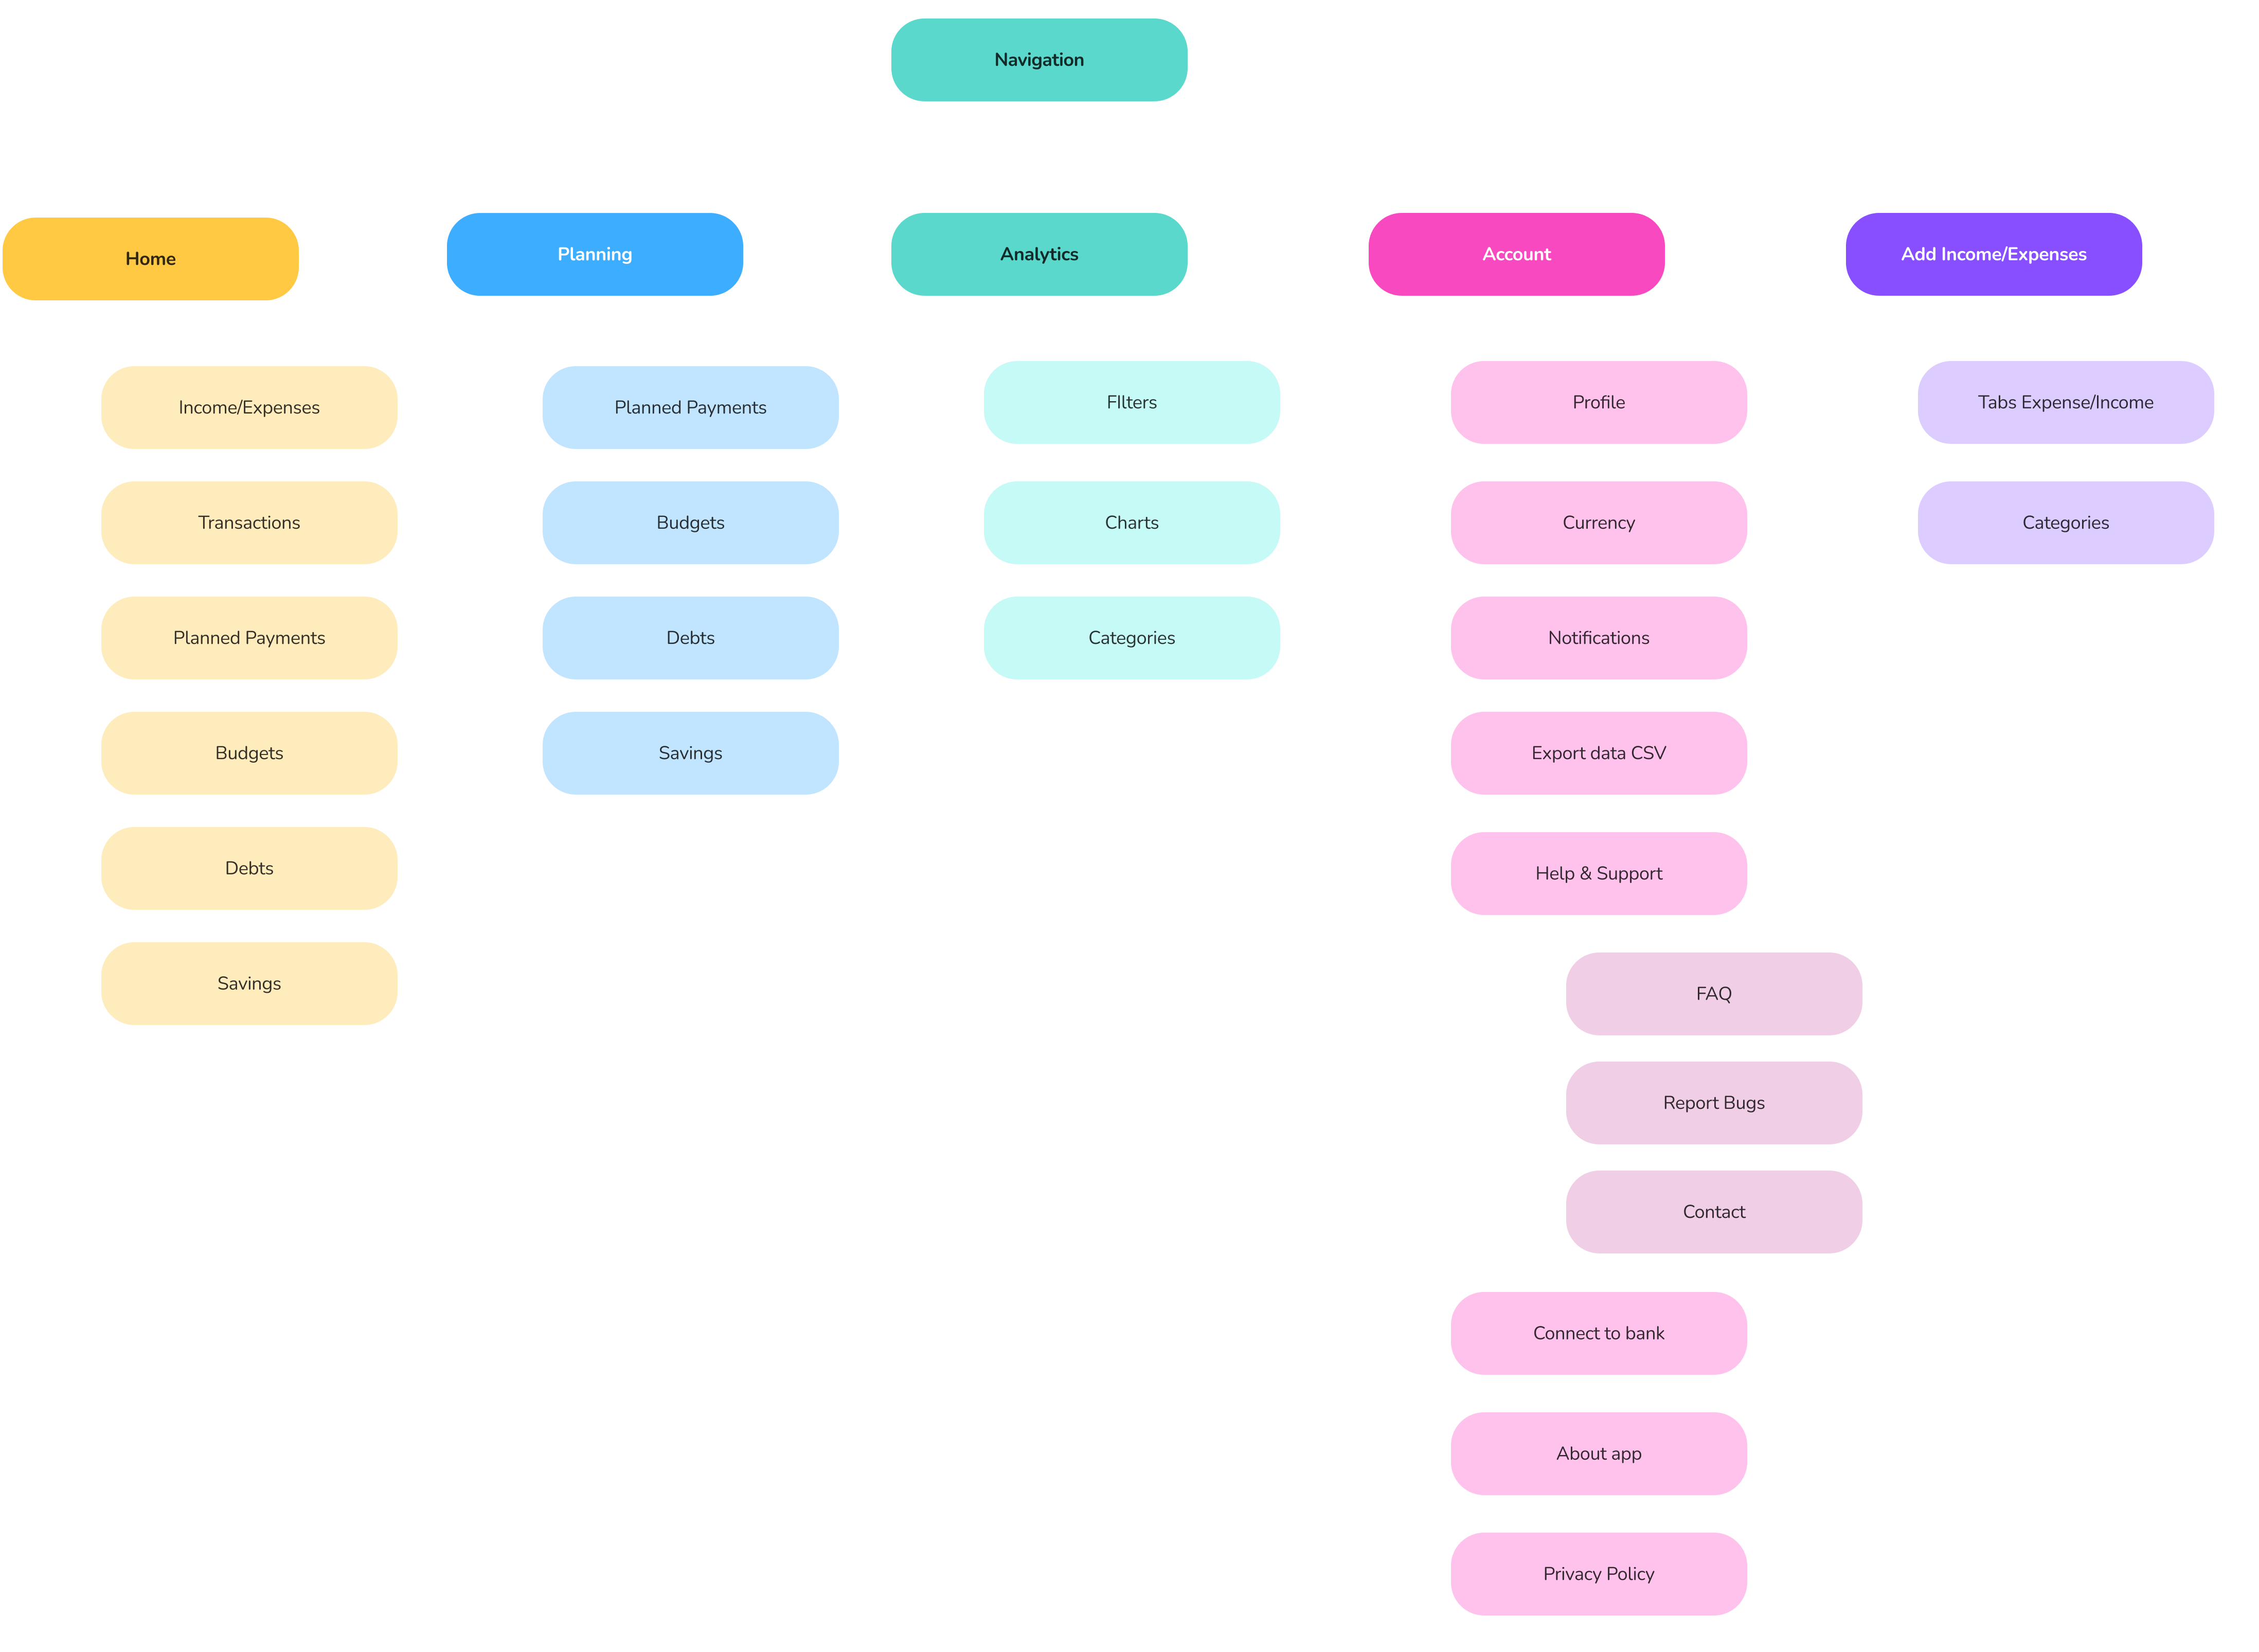 Navigation
Home
Planning
Analytics
Account
Add Income/Expenses
Income/Expenses
Transactions
Planned Payments
Budgets
Debts
Savings
Planned Payments
Budgets
Debts
Savings
FIlters
Charts
Categories
Profile
Currency
Notifications
Export data CSV
Help & Support
FAQ
Report Bugs
Contact
Connect to bank
About app
Privacy Policy
Tabs Expense/Income
Categories